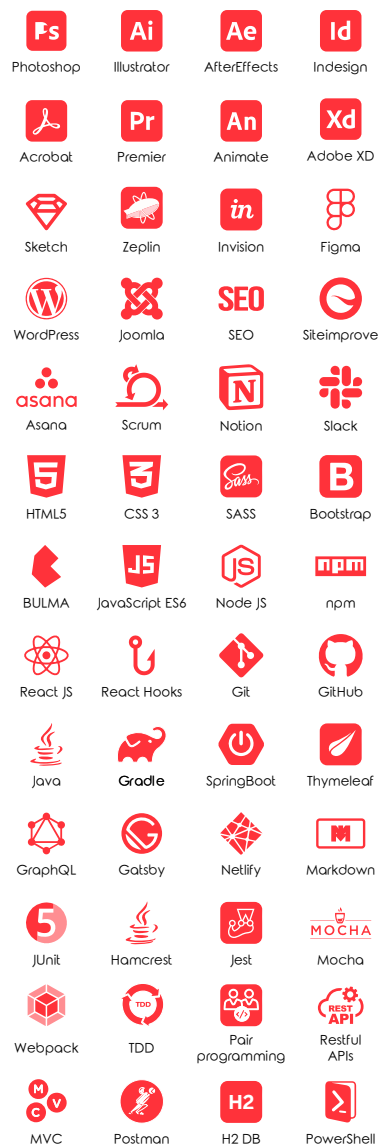 Ps Ai Ae Id
Photoshop Illustrator AfterEffects Indesign
Pr An Xd
Acrobat Premier Animate Adobe XD
in
Sketch Zeplin Invision Figma
W SEO
WordPress Joomla SEO Siteimprove
asana N
Asana Scrum Notion Slack
5 3 Sass B
HTML5 CSS 3 SASS Bootstrap
JS JS npm
BULMA JavaScript ES6 Node JS npm
React JS React Hooks Git GitHub
Java Gradle SpringBoot Thymeleaf
G M
GraphQL Gatsby Netlify Markdown
5 MOCHA
JUnit Hamcrest Jest Mocha
TDD </> REST
API
Webpack TDD Pair Restful
programming APIs
M V C H2
MVC Postman H2 DB PowerShell